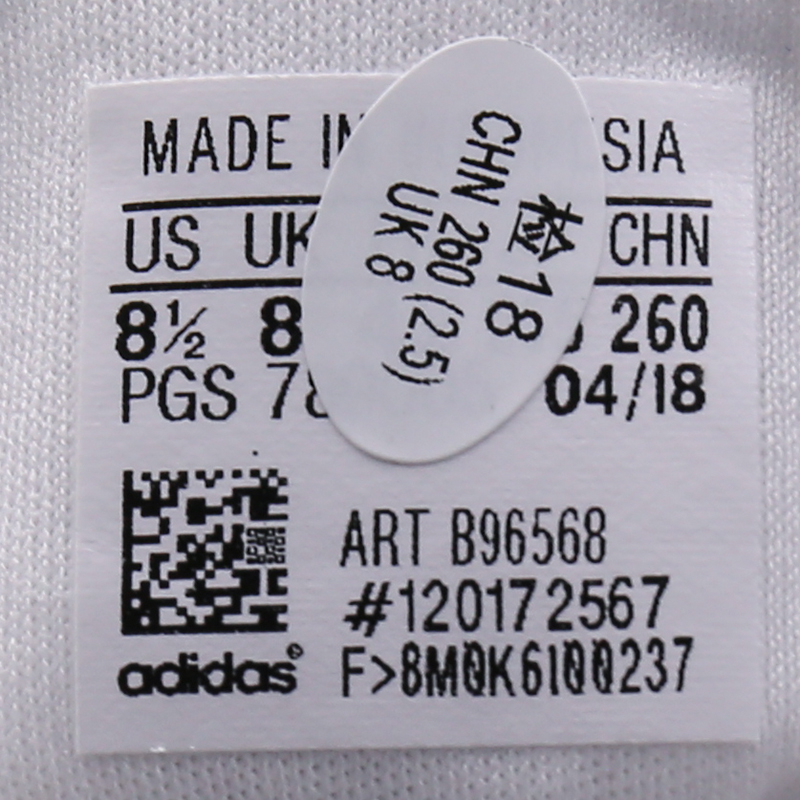 MADE IN SIA
US UK CHN
8½ 8 260
PGS 78 04/18
检18
CHN 260 (2.5)
UK 8
ART B96568
#120172567
F>8M0K6100237
adidas®